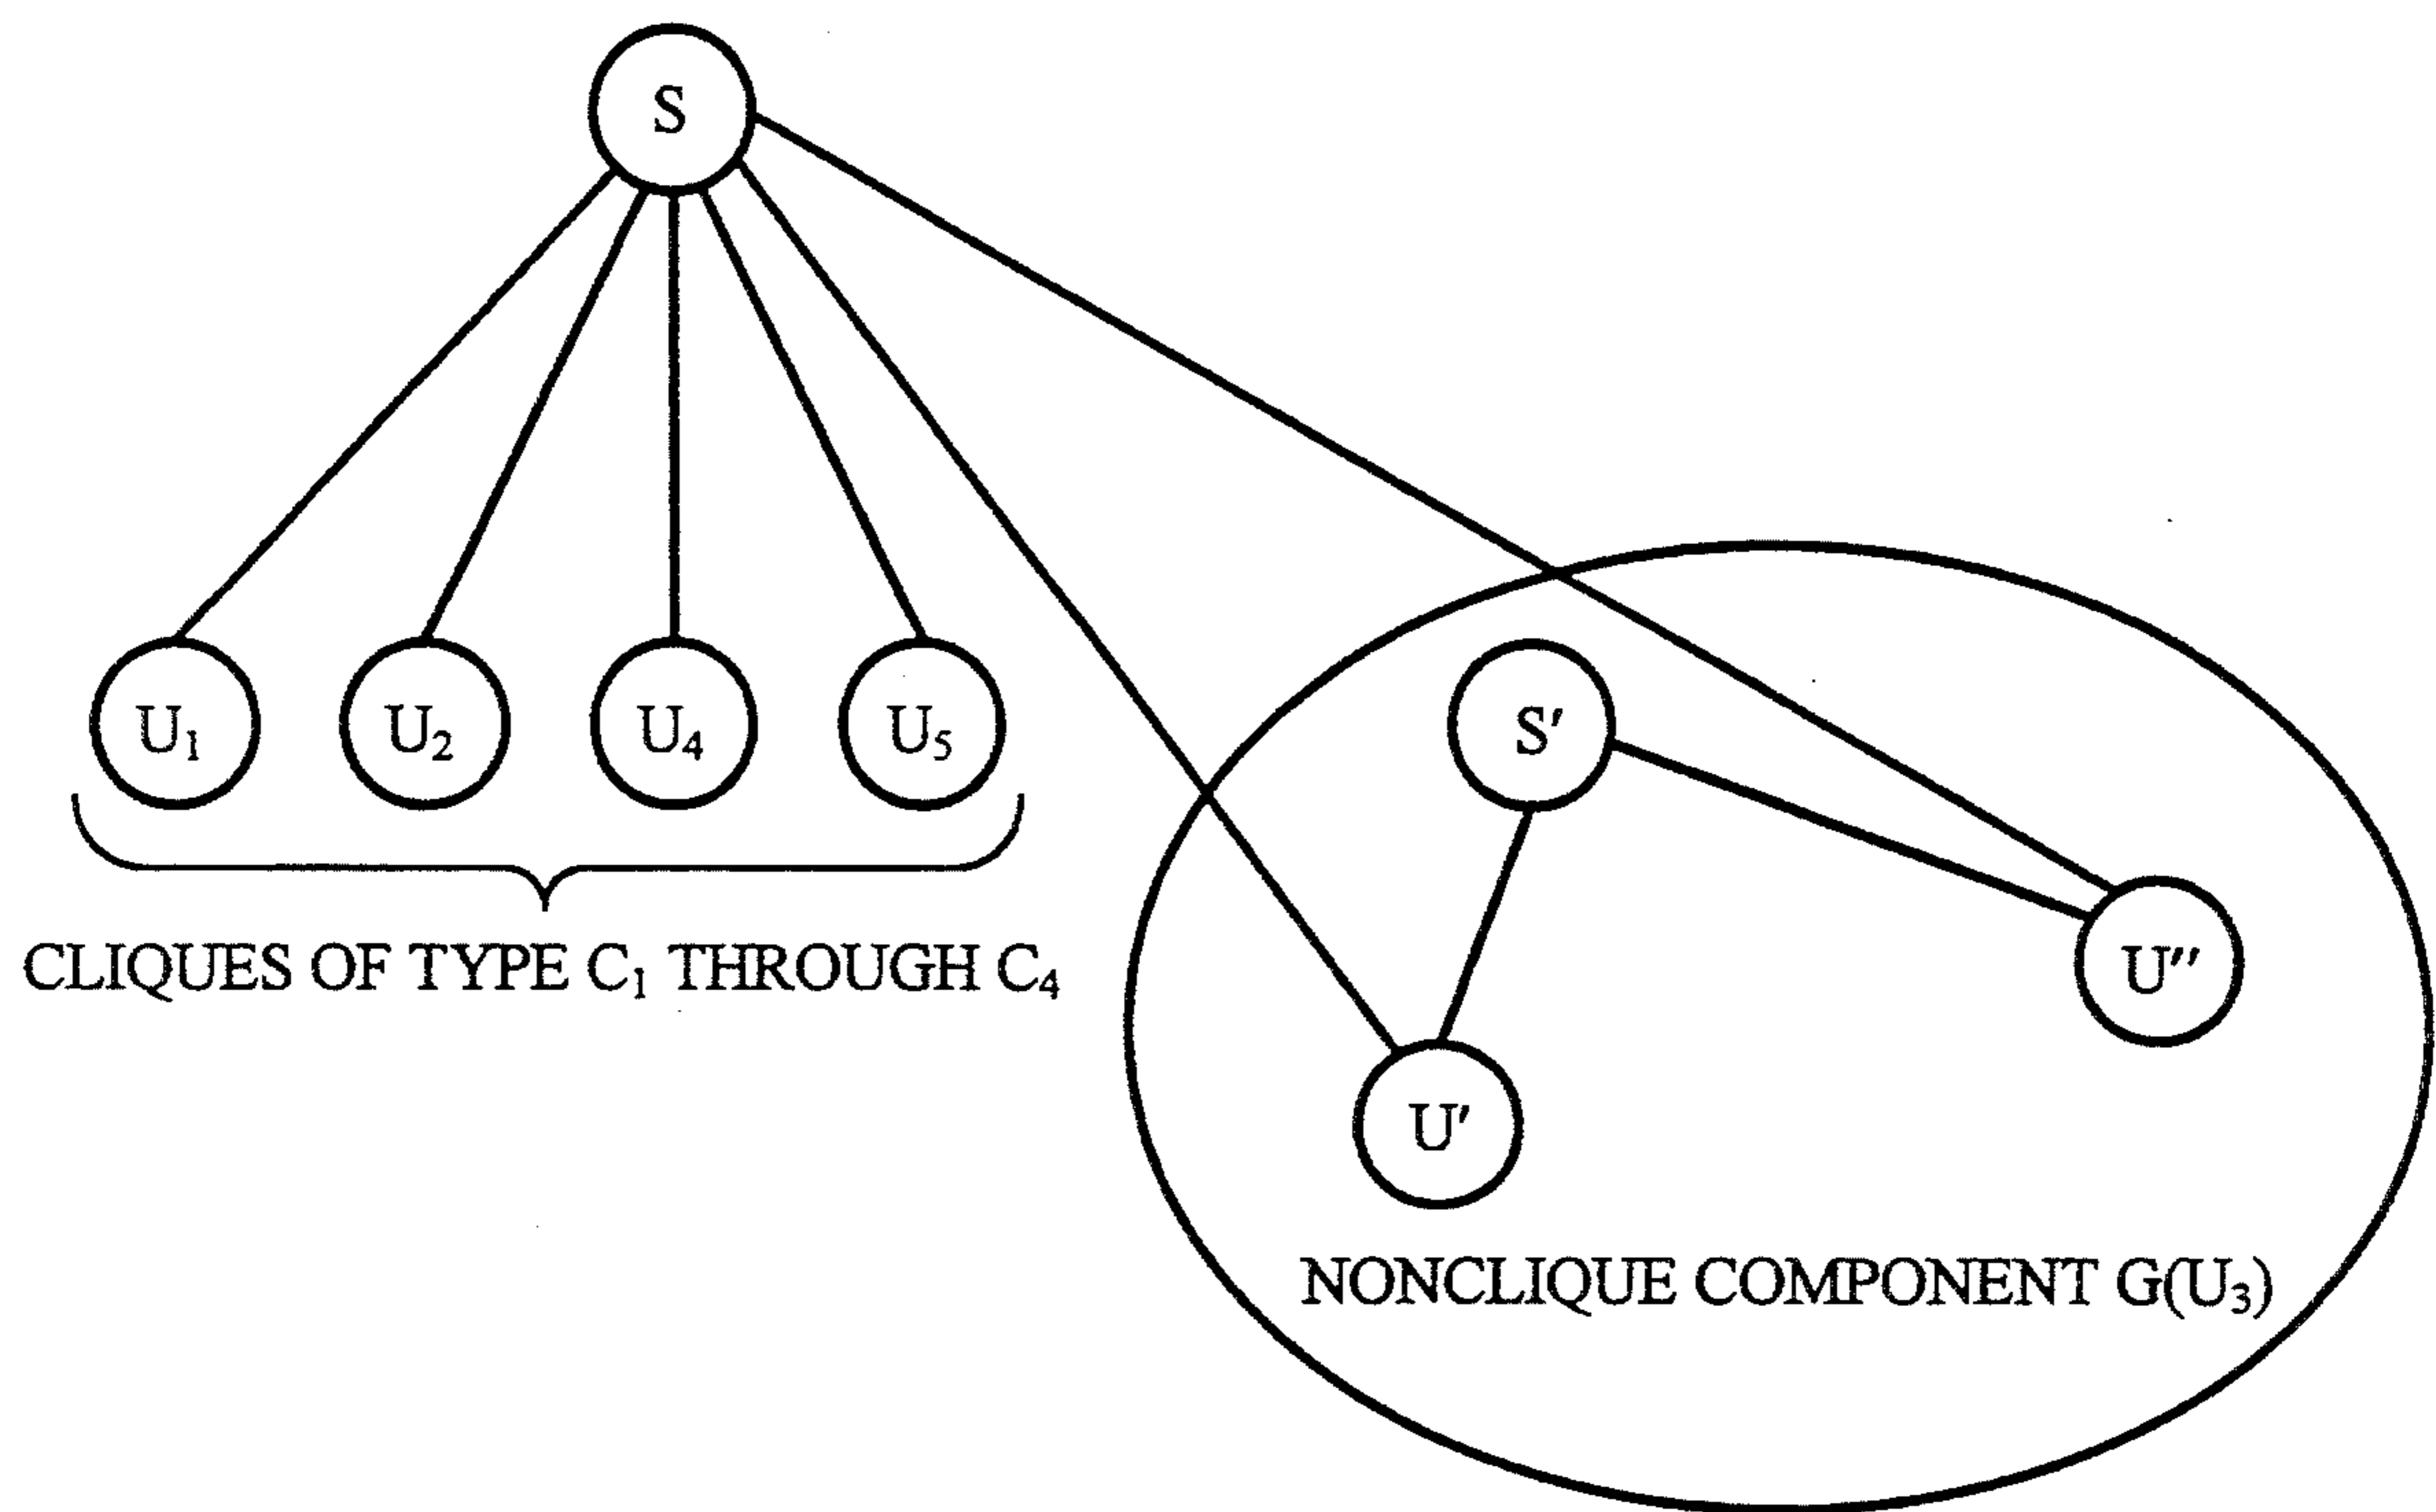 S
U₁ U₂ U₄ U₅
S′
U″
U′
CLIQUES OF TYPE C₁ THROUGH C₄
NONCLIQUE COMPONENT G(U₃)